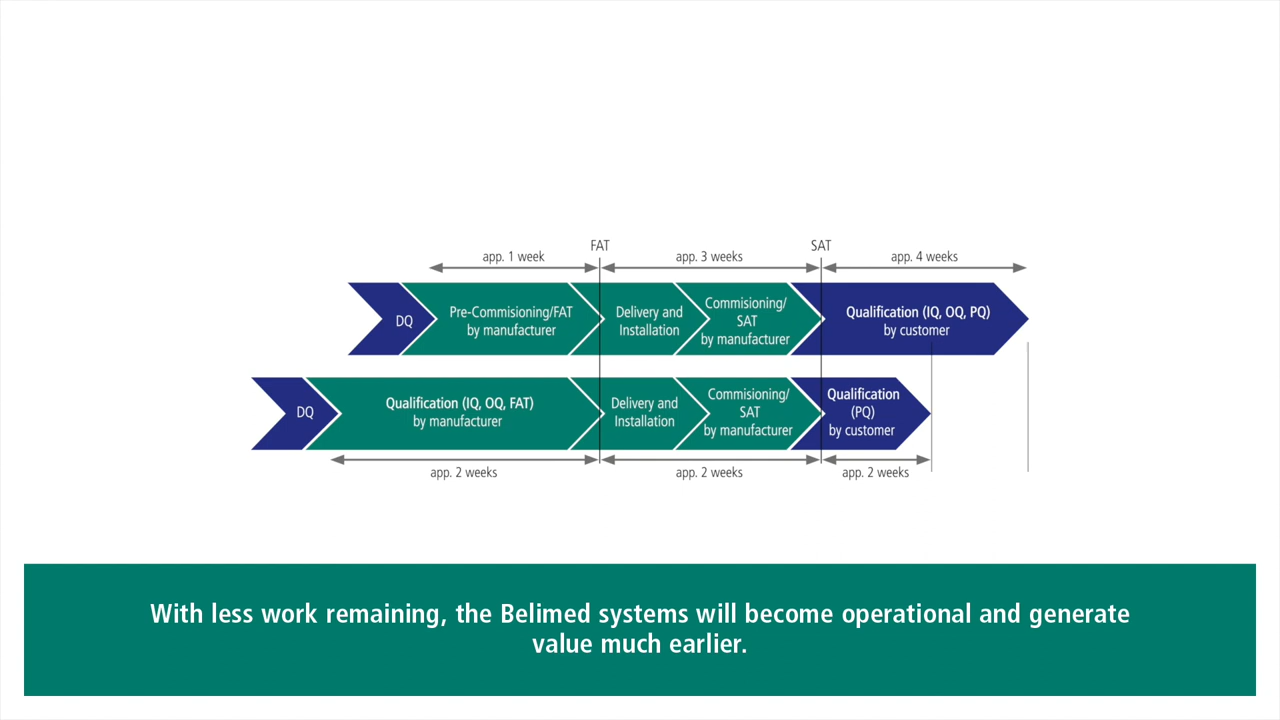 FAT
SAT
app. 1 week
app. 3 weeks
app. 4 weeks
DQ
Pre-Commisioning/FAT
by manufacturer
Delivery and
Installation
Commisioning/
SAT
by manufacturer
Qualification (IQ, OQ, PQ)
by customer
DQ
Qualification (IQ, OQ, FAT)
by manufacturer
Delivery and
Installation
Commisioning/
SAT
by manufacturer
Qualification
(PQ)
by customer
app. 2 weeks
app. 2 weeks
app. 2 weeks
With less work remaining, the Belimed systems will become operational and generate
value much earlier.